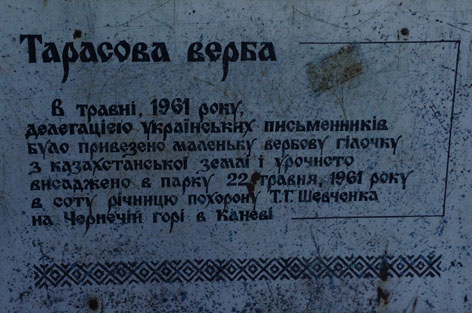 Тарасова верба
В травні, 1961 року,
делегацією українських письменників
було привезено маленьку вербову гілочку
з казахстанської землі і урочисто
висаджено в парку 22 травня, 1961 року
в соту річницю похорону Т.Г. Шевченка
на Чернечій горі в Каневі